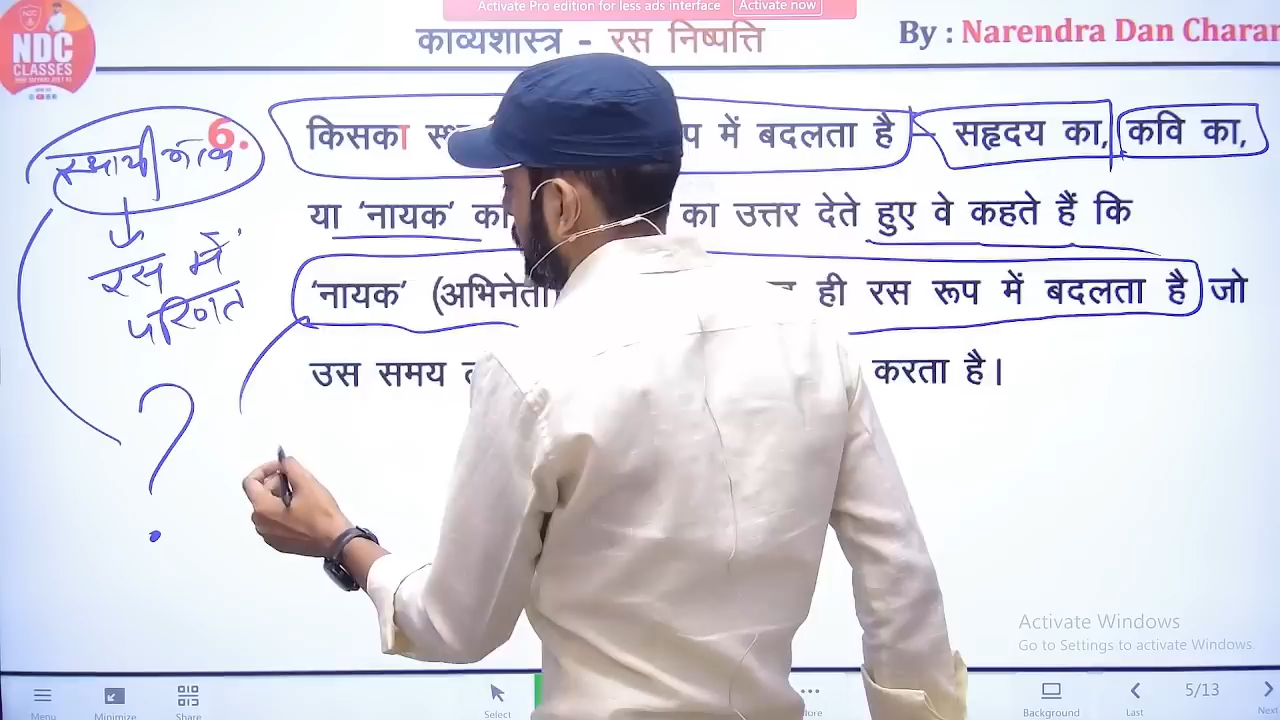 Activate Pro edition for less ads interface Activate now
काव्यशास्त्र - रस निष्पत्ति
By : Narendra Dan Charan
NDC
CLASSES
6. किसका में बदलता है सहृदय का, कवि का,
या ‘नायक’ का का उत्तर देते हुए वे कहते हैं कि
‘नायक’ (अभिनेता) ही रस रूप में बदलता है जो
उस समय करता है।
स्थायी भाव
रस में
परिणत
?
Activate Windows
Go to Settings to activate Windows.
Menu Minimize Share Select More Background Last 5/13 Next